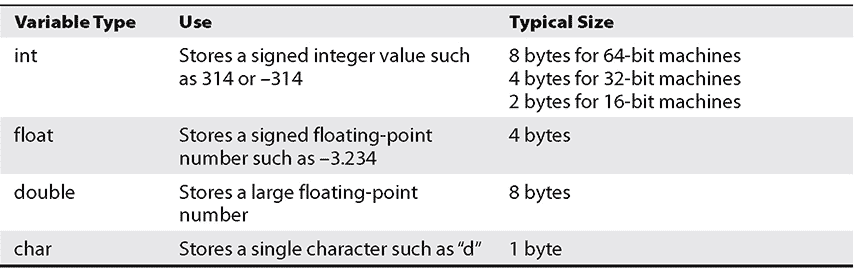 Variable Type Use Typical Size
int Stores a signed integer value such 8 bytes for 64-bit machines
as 314 or –314 4 bytes for 32-bit machines
2 bytes for 16-bit machines
float Stores a signed floating-point 4 bytes
number such as –3.234
double Stores a large floating-point 8 bytes
number
char Stores a single character such as “d” 1 byte